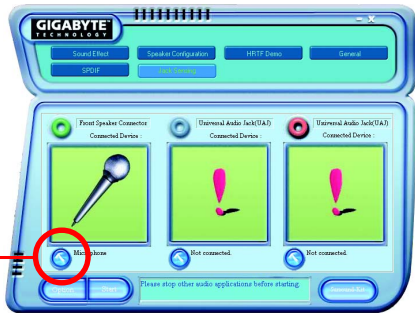 GIGABYTE
TECHNOLOGY
- X
Sound Effect
Speaker Configuration
HRTF Demo
General
SPDIF
Jack Sensing
Front Speaker Connector
Connected Device :
Universal Audio Jack(UAJ)
Connected Device :
Universal Audio Jack(UAJ)
Connected Device :
Microphone
Not connected.
Not connected.
Start
Please stop other audio applications before starting.